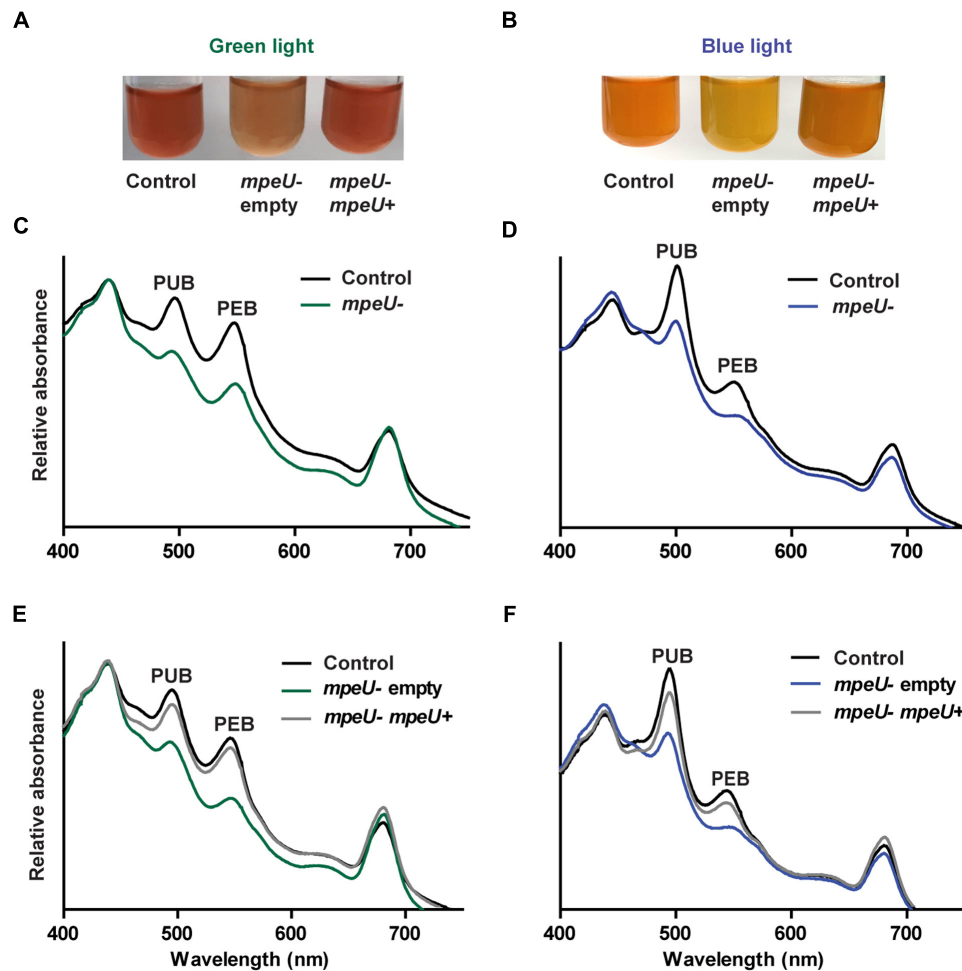 A
B
Green light
Blue light
Control
mpeU-
empty
mpeU-
mpeU+
Control
mpeU-
empty
mpeU-
mpeU+
C
D
Relative absorbance
PUB
PEB
Control
mpeU-
400
500
600
700
PUB
PEB
Control
mpeU-
400
500
600
700
E
F
Relative absorbance
PUB
PEB
Control
mpeU- empty
mpeU- mpeU+
400
500
600
700
Wavelength (nm)
PUB
PEB
Control
mpeU- empty
mpeU- mpeU+
400
500
600
700
Wavelength (nm)